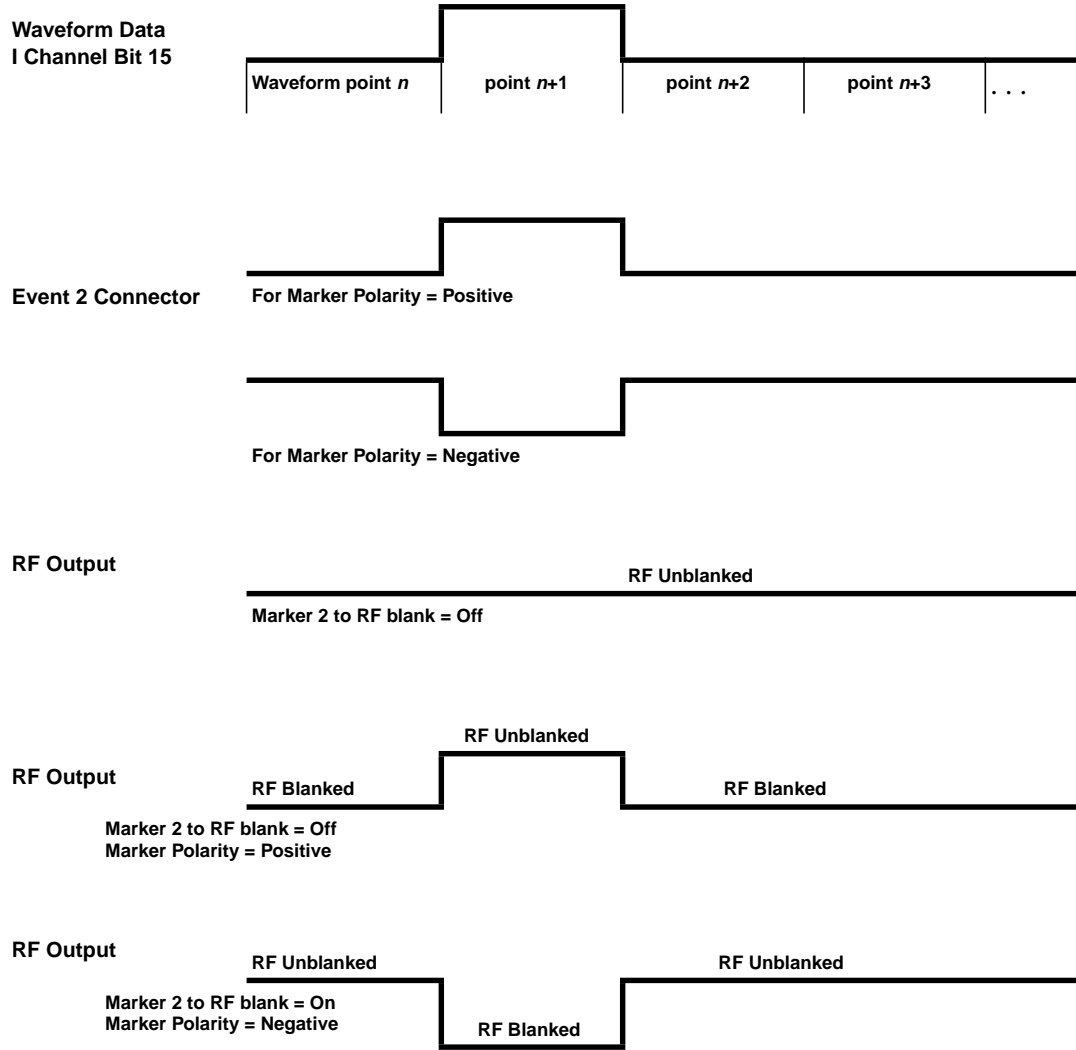 Waveform Data
I Channel Bit 15
Waveform point n
point n+1
point n+2
point n+3
. . .
Event 2 Connector
For Marker Polarity = Positive
For Marker Polarity = Negative
RF Output
RF Unblanked
Marker 2 to RF blank = Off
RF Unblanked
RF Output
RF Blanked
RF Blanked
Marker 2 to RF blank = Off
Marker Polarity = Positive
RF Output
RF Unblanked
RF Unblanked
Marker 2 to RF blank = On
Marker Polarity = Negative
RF Blanked